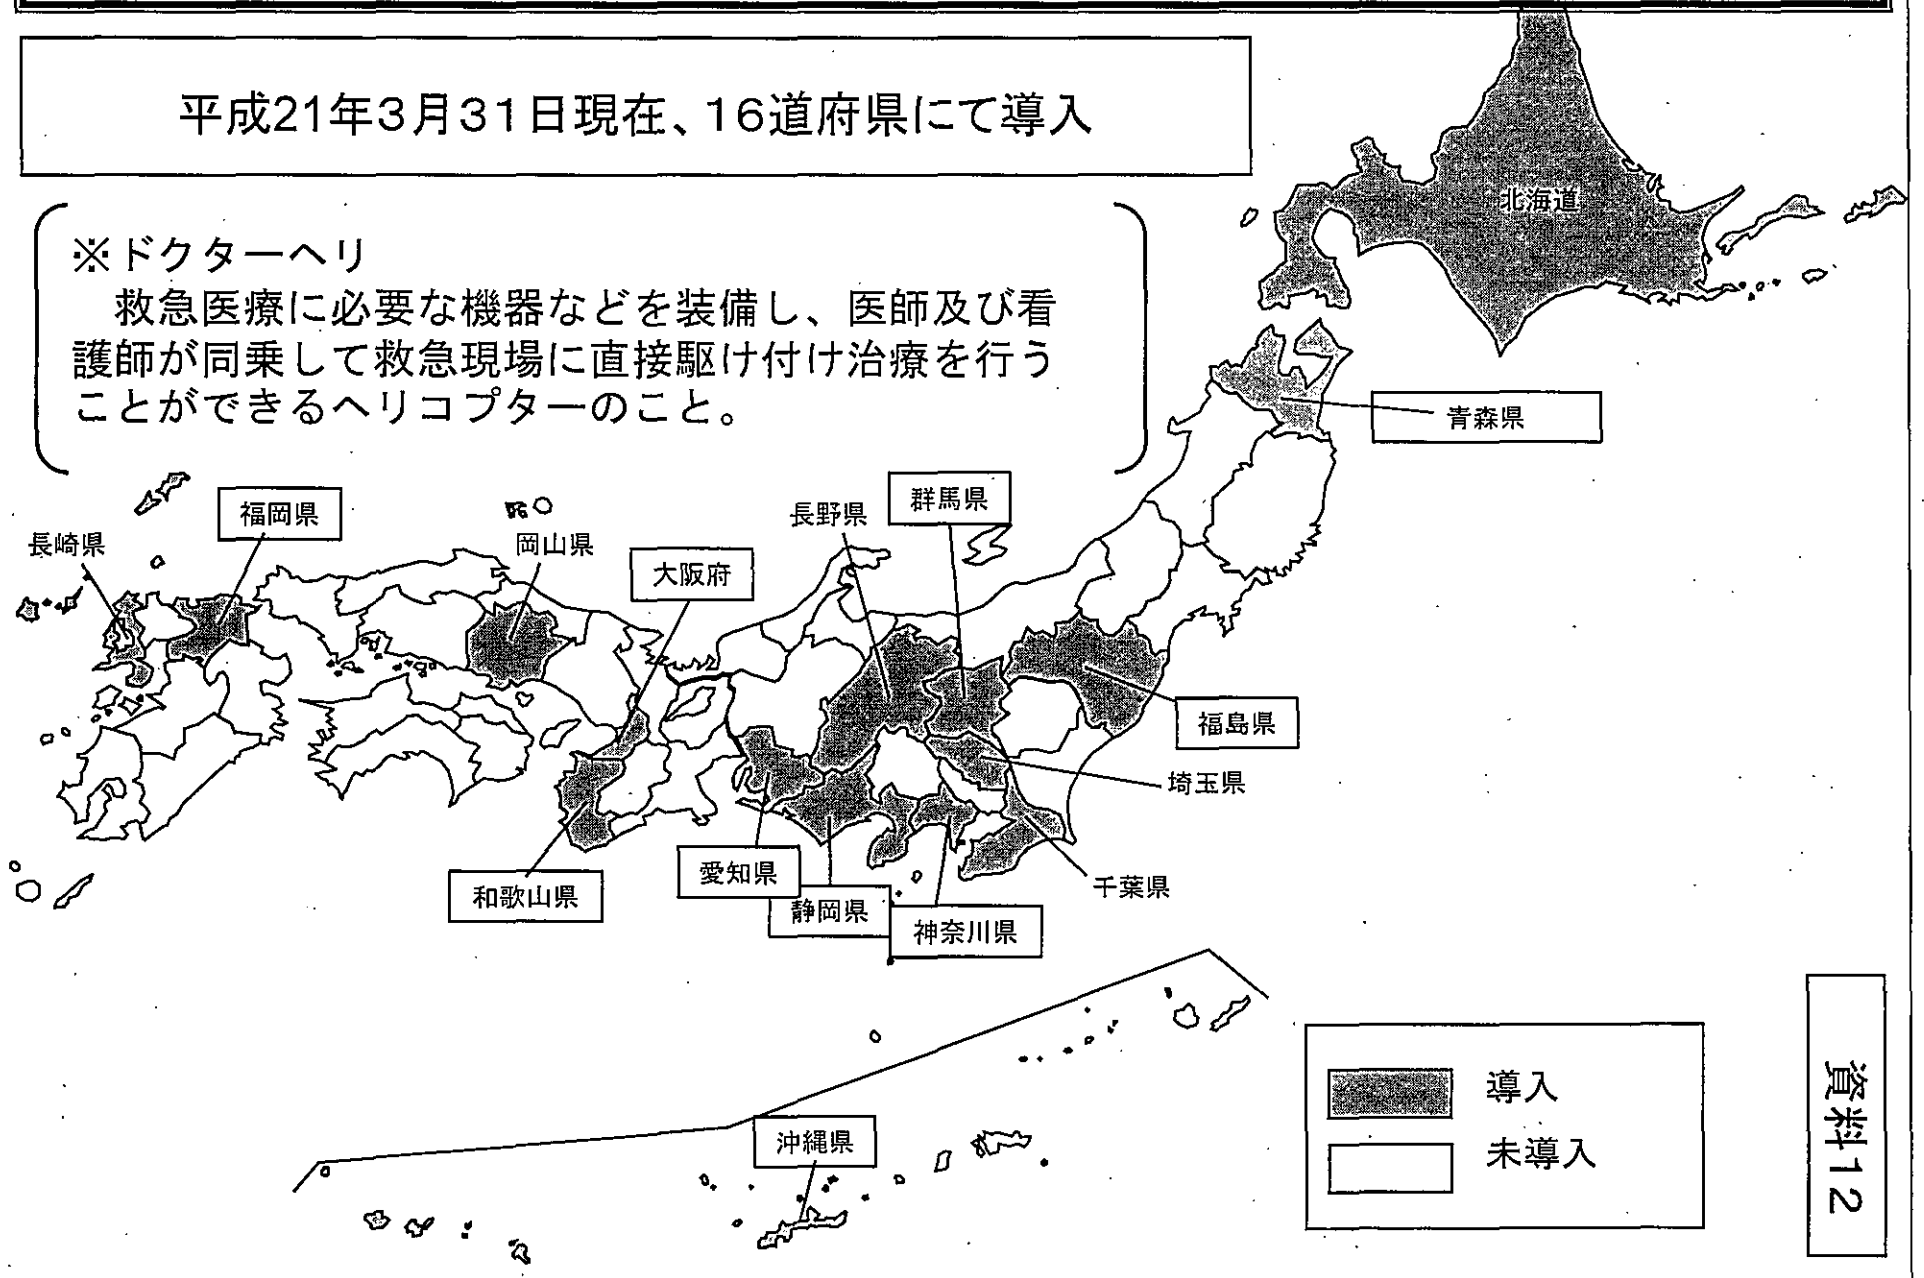 平成21年3月31日現在、16道府県にて導入
※ドクターヘリ
救急医療に必要な機器などを装備し、医師及び看
護師が同乗して救急現場に直接駆け付け治療を行う
ことができるヘリコプターのこと。
北海道
青森県
群馬県
長野県
福岡県
長崎県
岡山県
大阪府
福島県
埼玉県
千葉県
愛知県
静岡県
神奈川県
和歌山県
沖縄県
導入
未導入
資料12